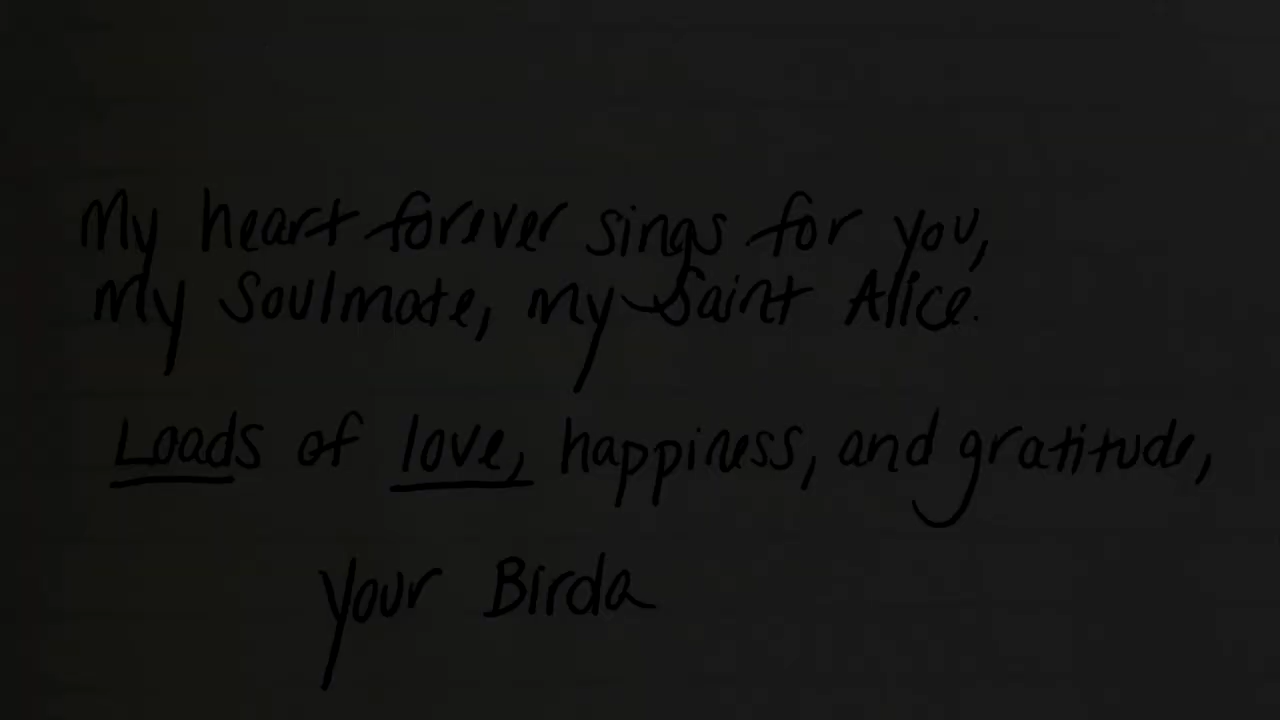 My heart forever sings for you,
my Soulmate, my Saint Alice.
Loads of love, happiness, and gratitude,
your Birda